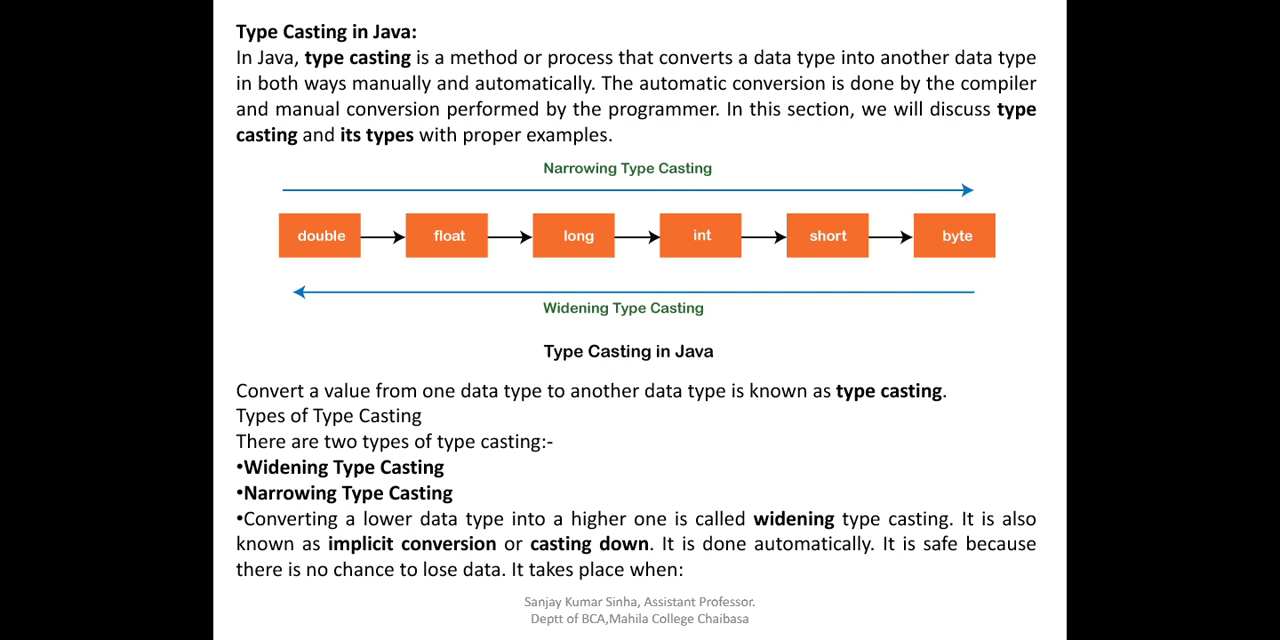 Type Casting in Java:
In Java, type casting is a method or process that converts a data type into another data type
in both ways manually and automatically. The automatic conversion is done by the compiler
and manual conversion performed by the programmer. In this section, we will discuss type
casting and its types with proper examples.
Narrowing Type Casting
double float long int short byte
Widening Type Casting
Type Casting in Java
Convert a value from one data type to another data type is known as type casting.
Types of Type Casting
There are two types of type casting:-
•Widening Type Casting
•Narrowing Type Casting
•Converting a lower data type into a higher one is called widening type casting. It is also
known as implicit conversion or casting down. It is done automatically. It is safe because
there is no chance to lose data. It takes place when:
Sanjay Kumar Sinha, Assistant Professor.
Deptt of BCA,Mahila College Chaibasa